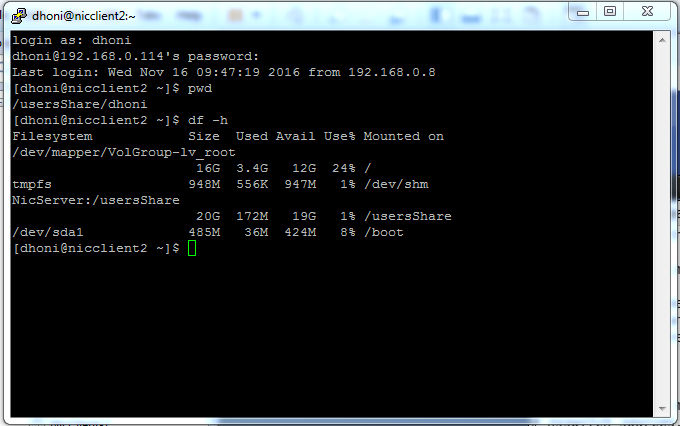 dhoni@nicclient2:~
login as: dhoni
dhoni@192.168.0.114's password:
Last login: Wed Nov 16 09:47:19 2016 from 192.168.0.8
[dhoni@nicclient2 ~]$ pwd
/usersShare/dhoni
[dhoni@nicclient2 ~]$ df -h
Filesystem            Size  Used Avail Use% Mounted on
/dev/mapper/VolGroup-lv_root
                       16G  3.4G   12G  24% /
tmpfs                 948M  556K  947M   1% /dev/shm
NicServer:/usersShare
                       20G  172M   19G   1% /usersShare
/dev/sda1             485M   36M  424M   8% /boot
[dhoni@nicclient2 ~]$